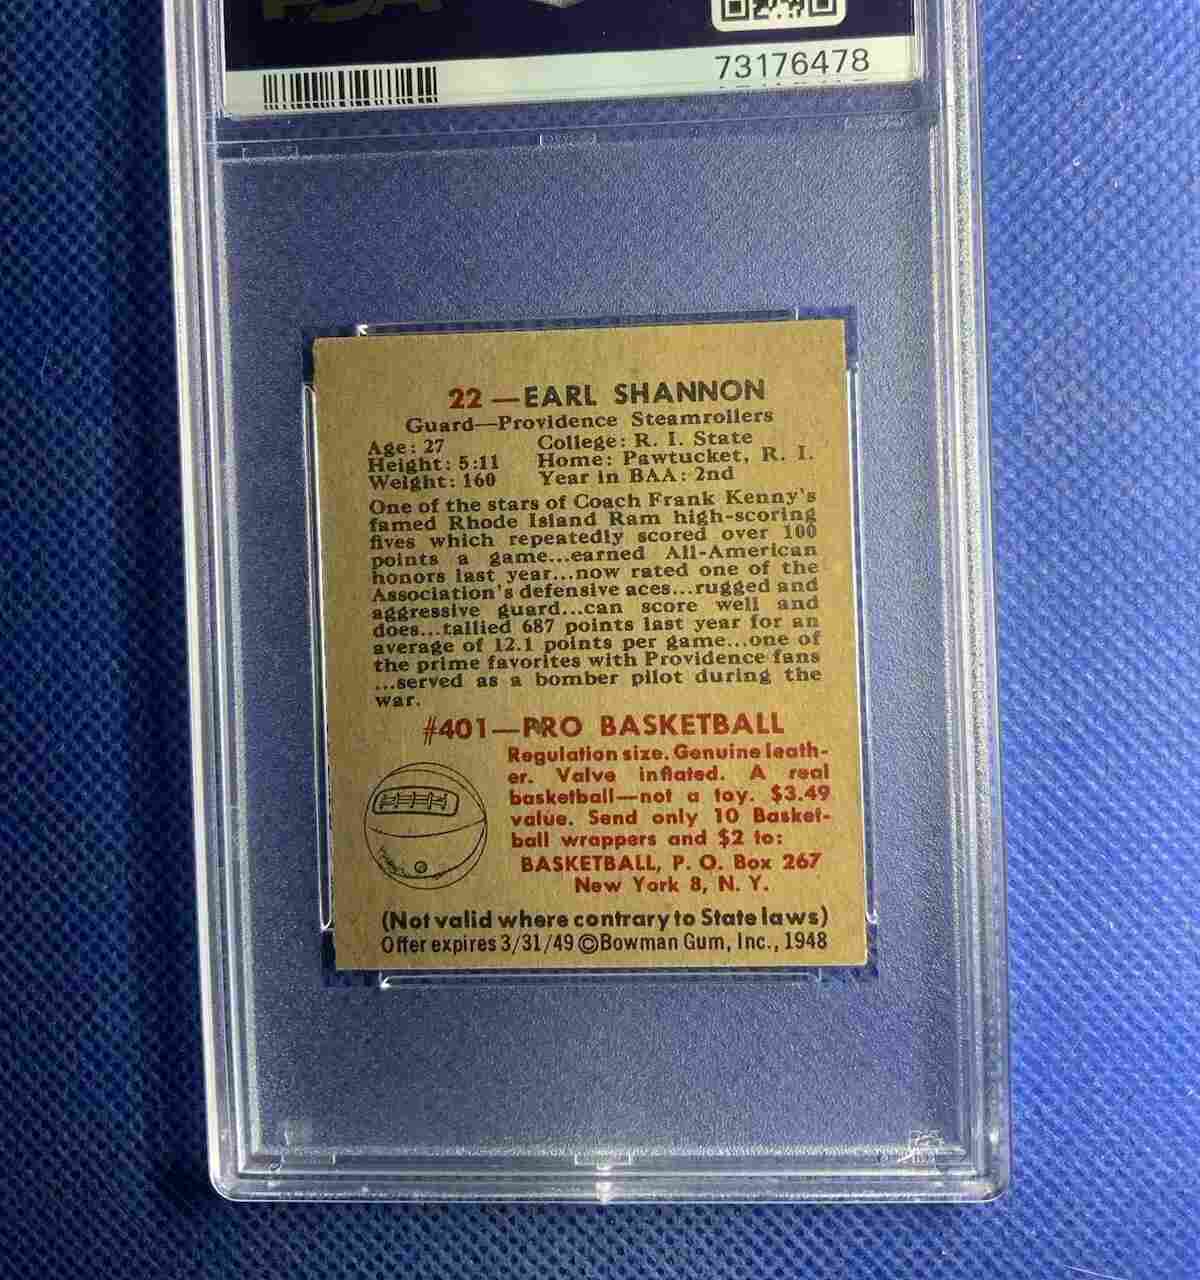 PSA
73176478
22—EARL SHANNON
Guard—Providence Steamrollers
Age: 27 College: R. I. State
Height: 5:11 Home: Pawtucket, R. I.
Weight: 160 Year in BAA: 2nd
One of the stars of Coach Frank Kenny's
famed Rhode Island Ram high-scoring
fives which repeatedly scored over 100
points a game...earned All-American
honors last year...now rated one of the
Association's defensive aces...rugged and
aggressive guard...can score well and
does...tallied 687 points last year for an
average of 12.1 points per game...one of
the prime favorites with Providence fans
...served as a bomber pilot during the
war.
#401—PRO BASKETBALL
Regulation size. Genuine leath-
er. Valve inflated. A real
basketball—not a toy. $3.49
value. Send only 10 Basket-
ball wrappers and $2 to:
BASKETBALL, P. O. Box 267
New York 8, N. Y.
(Not valid where contrary to State laws)
Offer expires 3/31/49 ©Bowman Gum, Inc., 1948